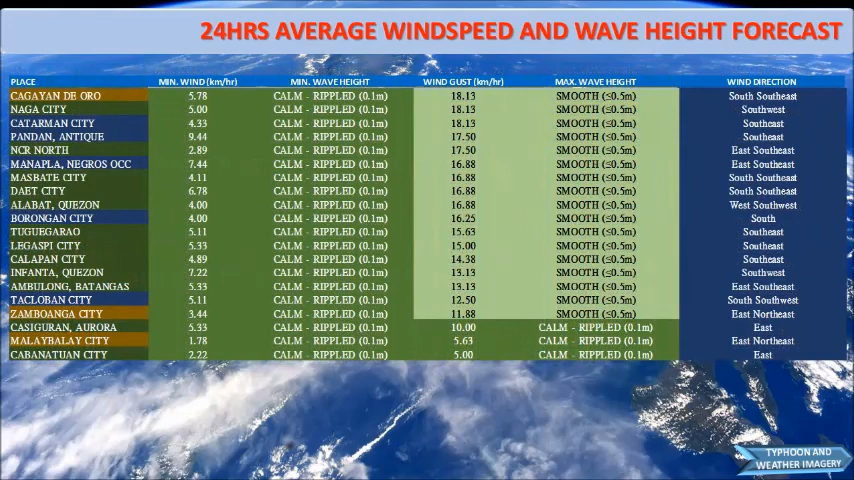 24HRS AVERAGE WINDSPEED AND WAVE HEIGHT FORECAST
PLACE MIN. WIND (km/hr) MIN. WAVE HEIGHT WIND GUST (km/hr) MAX. WAVE HEIGHT WIND DIRECTION
CAGAYAN DE ORO 5.78 CALM - RIPPLED (0.1m) 18.13 SMOOTH (≤0.5m) South Southeast
NAGA CITY 5.00 CALM - RIPPLED (0.1m) 18.13 SMOOTH (≤0.5m) Southwest
CATARMAN CITY 4.33 CALM - RIPPLED (0.1m) 18.13 SMOOTH (≤0.5m) Southeast
PANDAN, ANTIQUE 9.44 CALM - RIPPLED (0.1m) 17.50 SMOOTH (≤0.5m) Southeast
NCR NORTH 2.89 CALM - RIPPLED (0.1m) 17.50 SMOOTH (≤0.5m) East Southeast
MANAPLA, NEGROS OCC 7.44 CALM - RIPPLED (0.1m) 16.88 SMOOTH (≤0.5m) East Southeast
MASBATE CITY 4.11 CALM - RIPPLED (0.1m) 16.88 SMOOTH (≤0.5m) South Southeast
DAET CITY 6.78 CALM - RIPPLED (0.1m) 16.88 SMOOTH (≤0.5m) South Southeast
ALABAT, QUEZON 4.00 CALM - RIPPLED (0.1m) 16.88 SMOOTH (≤0.5m) West Southwest
BORONGAN CITY 4.00 CALM - RIPPLED (0.1m) 16.25 SMOOTH (≤0.5m) South
TUGUEGARAO 5.11 CALM - RIPPLED (0.1m) 15.63 SMOOTH (≤0.5m) Southeast
LEGASPI CITY 5.33 CALM - RIPPLED (0.1m) 15.00 SMOOTH (≤0.5m) Southeast
CALAPAN CITY 4.89 CALM - RIPPLED (0.1m) 14.38 SMOOTH (≤0.5m) East Southeast
INFANTA, QUEZON 7.22 CALM - RIPPLED (0.1m) 13.13 SMOOTH (≤0.5m) Southwest
AMBULONG, BATANGAS 5.33 CALM - RIPPLED (0.1m) 13.13 SMOOTH (≤0.5m) East Southeast
TACLOBAN CITY 5.11 CALM - RIPPLED (0.1m) 12.50 SMOOTH (≤0.5m) South Southwest
ZAMBOANGA CITY 3.44 CALM - RIPPLED (0.1m) 11.88 SMOOTH (≤0.5m) East Northeast
CASIGURAN, AURORA 5.33 CALM - RIPPLED (0.1m) 10.00 CALM - RIPPLED (0.1m) East
MALAYBALAY CITY 1.78 CALM - RIPPLED (0.1m) 5.63 CALM - RIPPLED (0.1m) East Northeast
CABANATUAN CITY 2.22 CALM - RIPPLED (0.1m) 5.00 CALM - RIPPLED (0.1m) East
TYPHOON AND
WEATHER IMAGERY